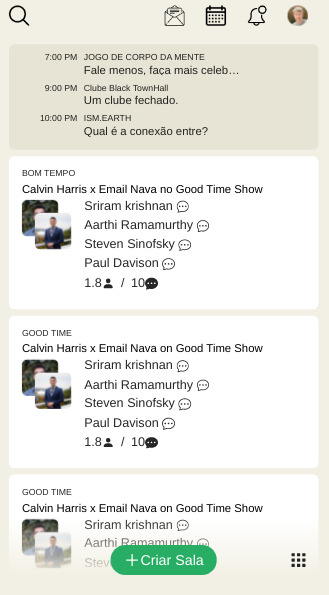 7:00 PM JOGO DE CORPO DA MENTE
Fale menos, faça mais celeb…
9:00 PM Clube Black TownHall
Um clube fechado.
10:00 PM ISM.EARTH
Qual é a conexão entre?
BOM TEMPO
Calvin Harris x Email Nava no Good Time Show
Sriram krishnan
Aarthi Ramamurthy
Steven Sinofsky
Paul Davison
1.8 / 10
GOOD TIME
Calvin Harris x Email Nava on Good Time Show
Sriram krishnan
Aarthi Ramamurthy
Steven Sinofsky
Paul Davison
1.8 / 10
GOOD TIME
Calvin Harris x Email Nava on Good Time Show
Sriram krishnan
Aarthi Ramamurthy
Stev
+ Criar Sala